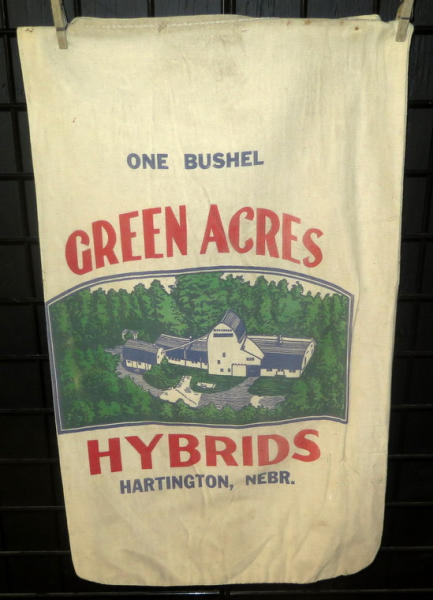 ONE BUSHEL
GREEN ACRES
HYBRIDS
HARTINGTON, NEBR.